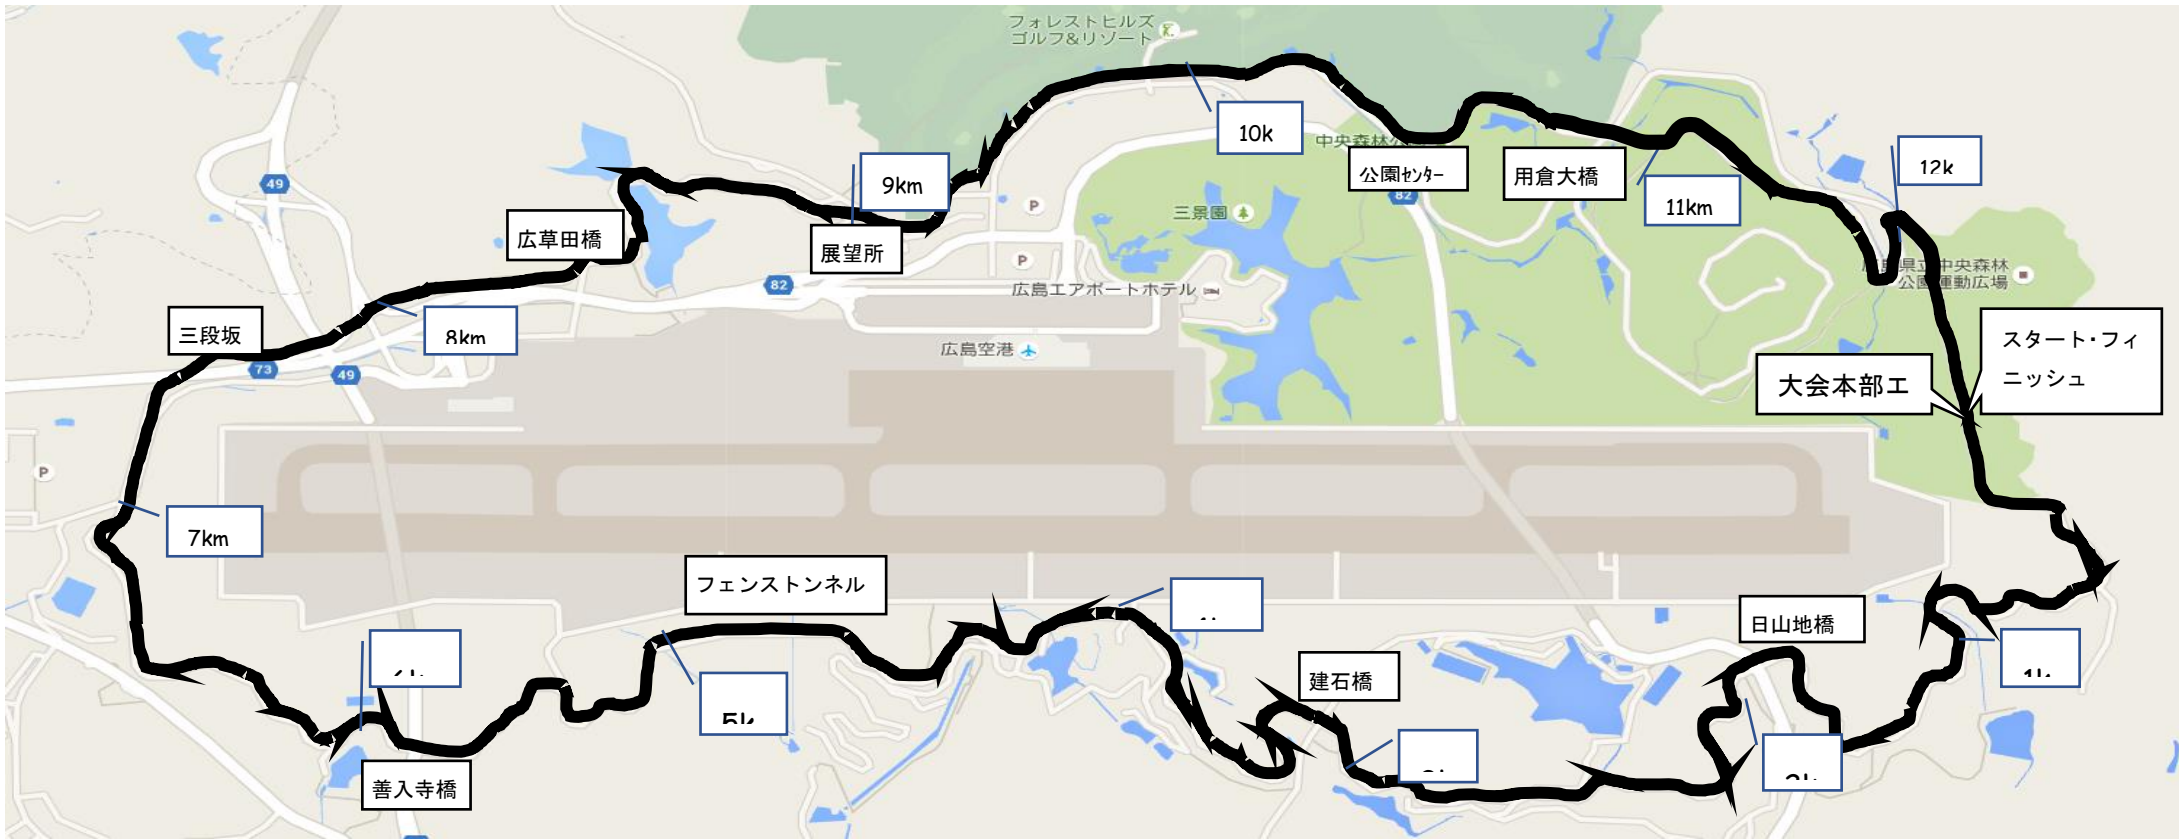 フォレストヒルズ
ゴルフ&リゾート
10k
中央森林公
公園ｾﾝﾀｰ
用倉大橋
11km
12k
82
9km
展望所
広草田橋
49
P
三景園
P
82
広島エアポートホテル
広島空港
県立中央森林
公園運動広場
スタート・フィ
ニッシュ
大会本部エ
三段坂
8km
73
49
P
7km
フェンストンネル
日山地橋
建石橋
5k
善入寺橋